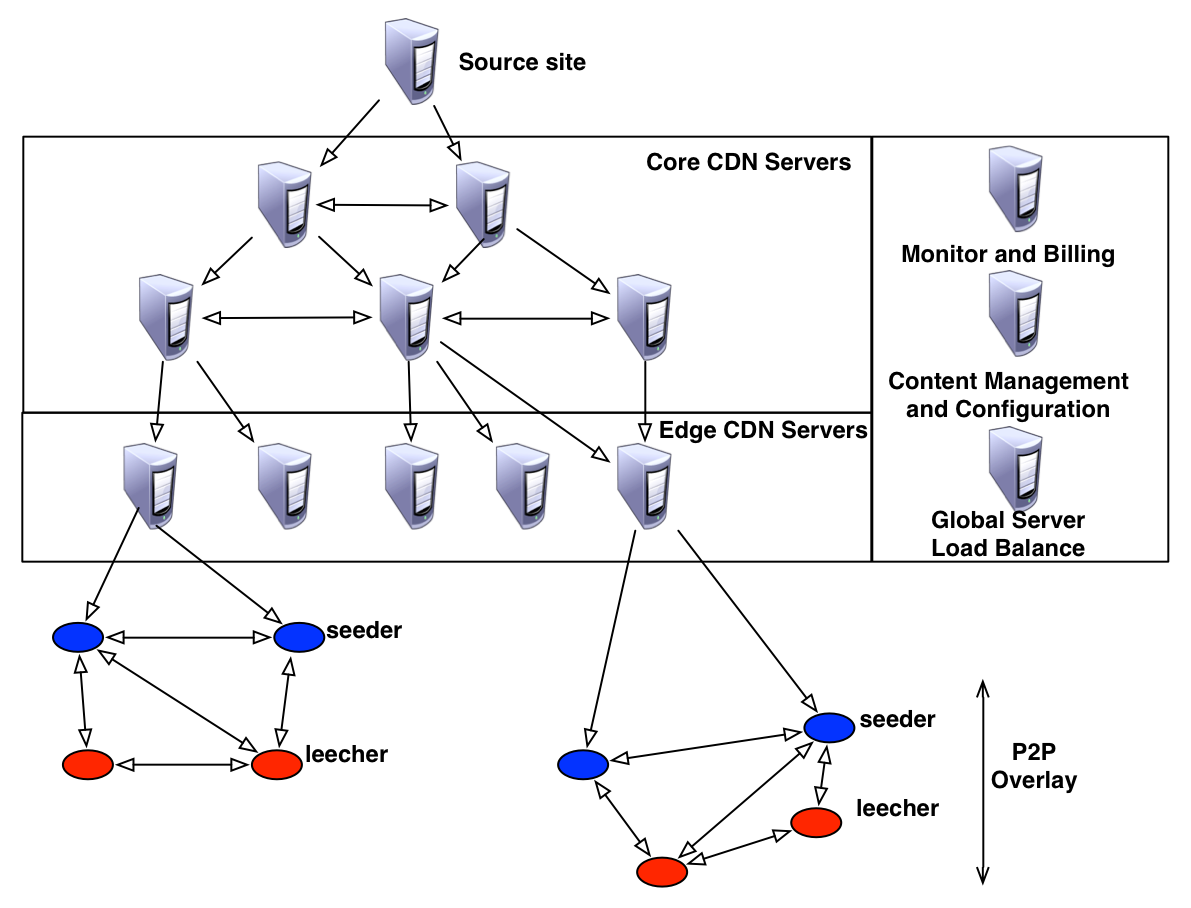 Source site
Core CDN Servers
Monitor and Billing
Content Management
and Configuration
Edge CDN Servers
Global Server
Load Balance
seeder
leecher
seeder
leecher
P2P
Overlay